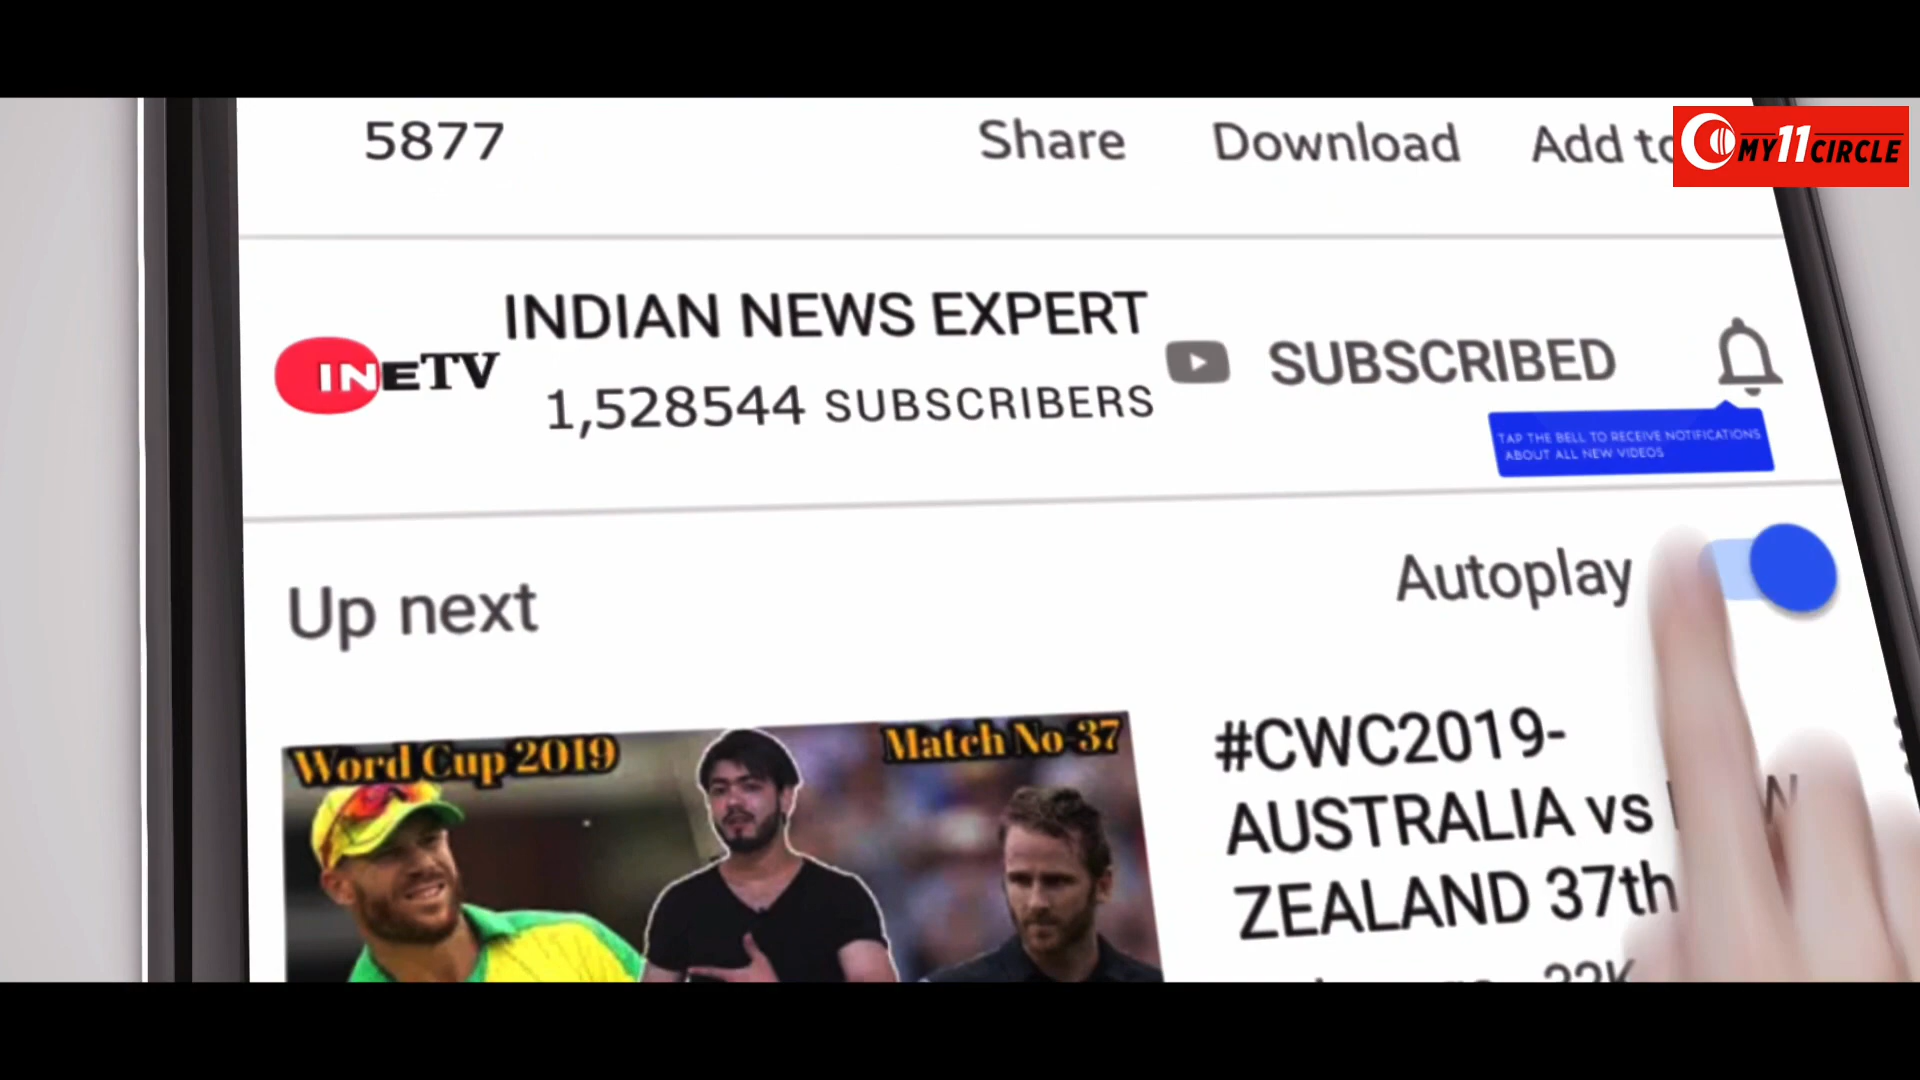 5877
Share
Download
Add to
MY11CIRCLE
INETV
INDIAN NEWS EXPERT
1,528544 SUBSCRIBERS
SUBSCRIBED
TAP THE BELL TO RECEIVE NOTIFICATIONS
ABOUT ALL NEW VIDEOS
Up next
Autoplay
Word Cup 2019
Match No-37
#CWC2019-
AUSTRALIA vs
ZEALAND 37th